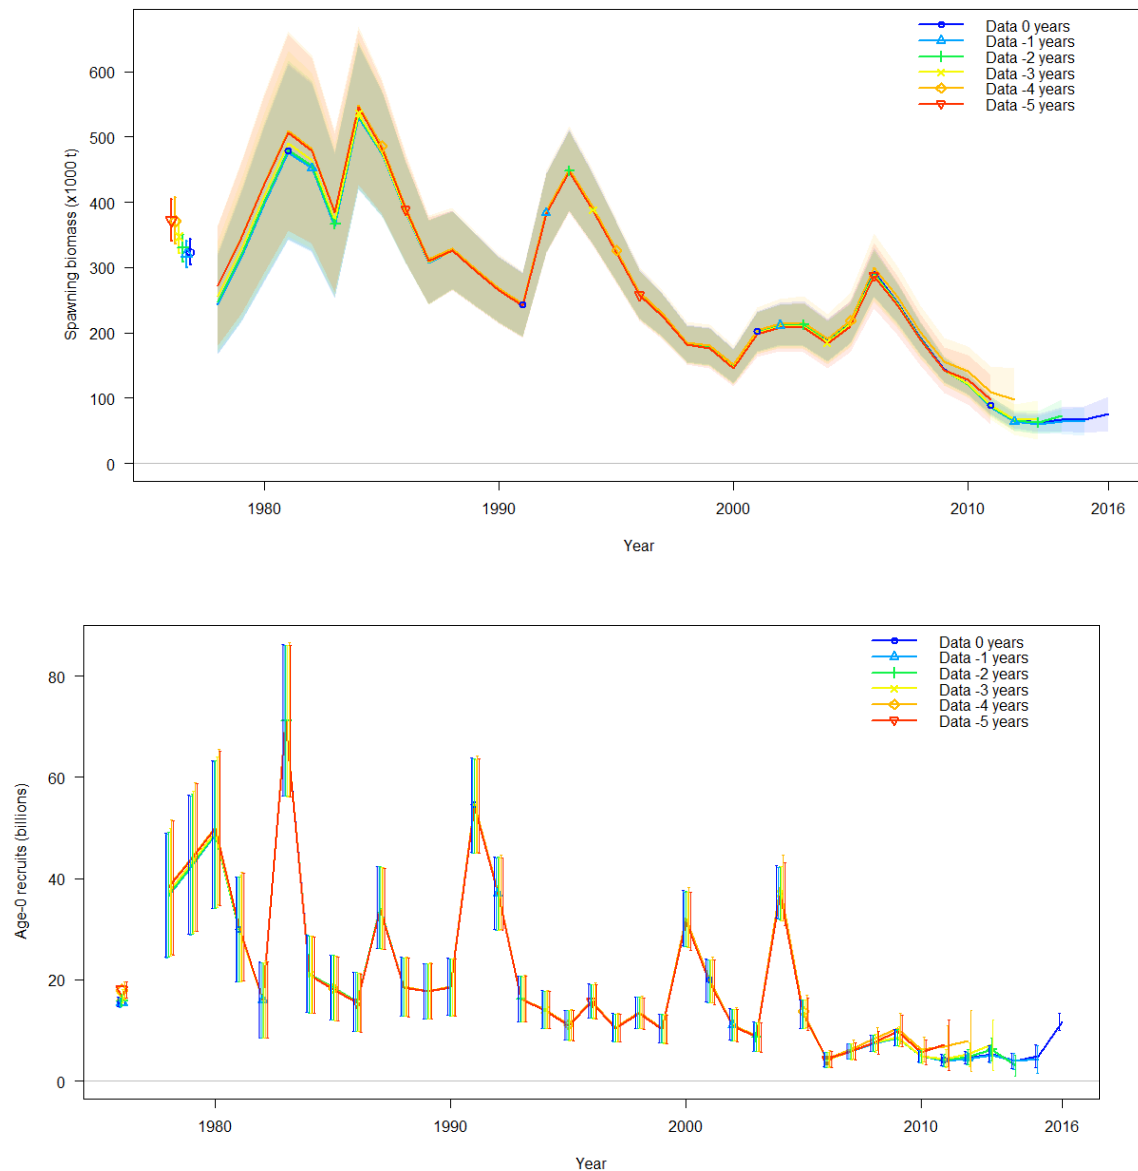 Data 0 years
Data -1 years
Data -2 years
Data -3 years
Data -4 years
Data -5 years
Spawning biomass (x1000 t)
600
500
400
300
200
100
0
1980
1990
2000
2010
2016
Year
Data 0 years
Data -1 years
Data -2 years
Data -3 years
Data -4 years
Data -5 years
Age-0 recruits (billions)
80
60
40
20
0
1980
1990
2000
2010
2016
Year